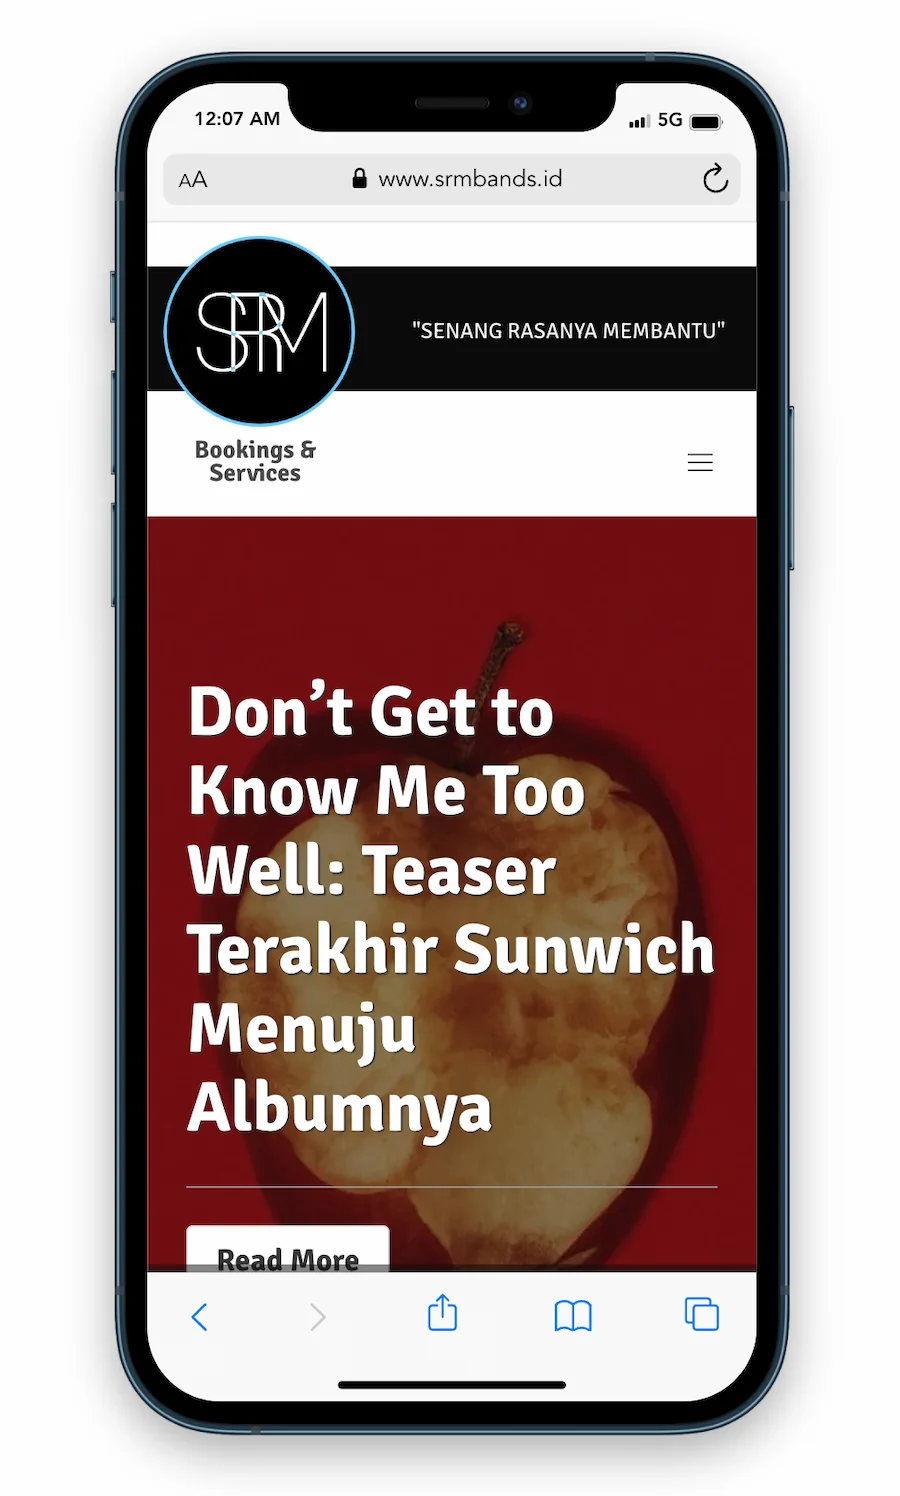 12:07 AM 5G
AA www.srmbands.id
SRM
"SENANG RASANYA MEMBANTU"
Bookings &
Services
Don’t Get to
Know Me Too
Well: Teaser
Terakhir Sunwich
Menuju
Albumnya
Read More